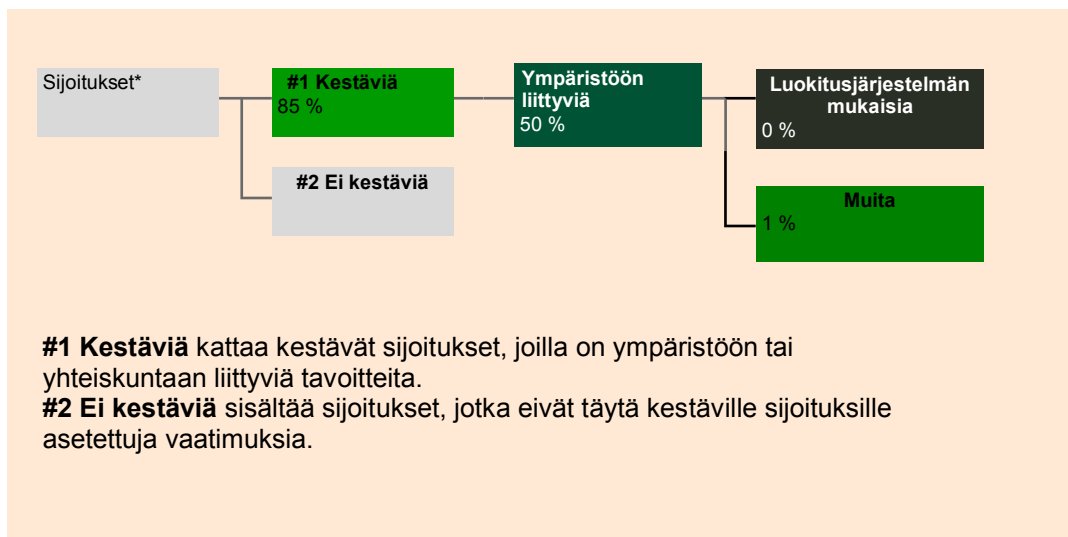 Sijoitukset*
#1 Kestäviä
85 %
#2 Ei kestäviä
Ympäristöön
liittyviä
50 %
Luokitusjärjestelmän
mukaisia
0 %
Muita
1 %
#1 Kestäviä kattaa kestävät sijoitukset, joilla on ympäristöön tai
yhteiskuntaan liittyviä tavoitteita.
#2 Ei kestäviä sisältää sijoitukset, jotka eivät täytä kestäville sijoituksille
asetettuja vaatimuksia.